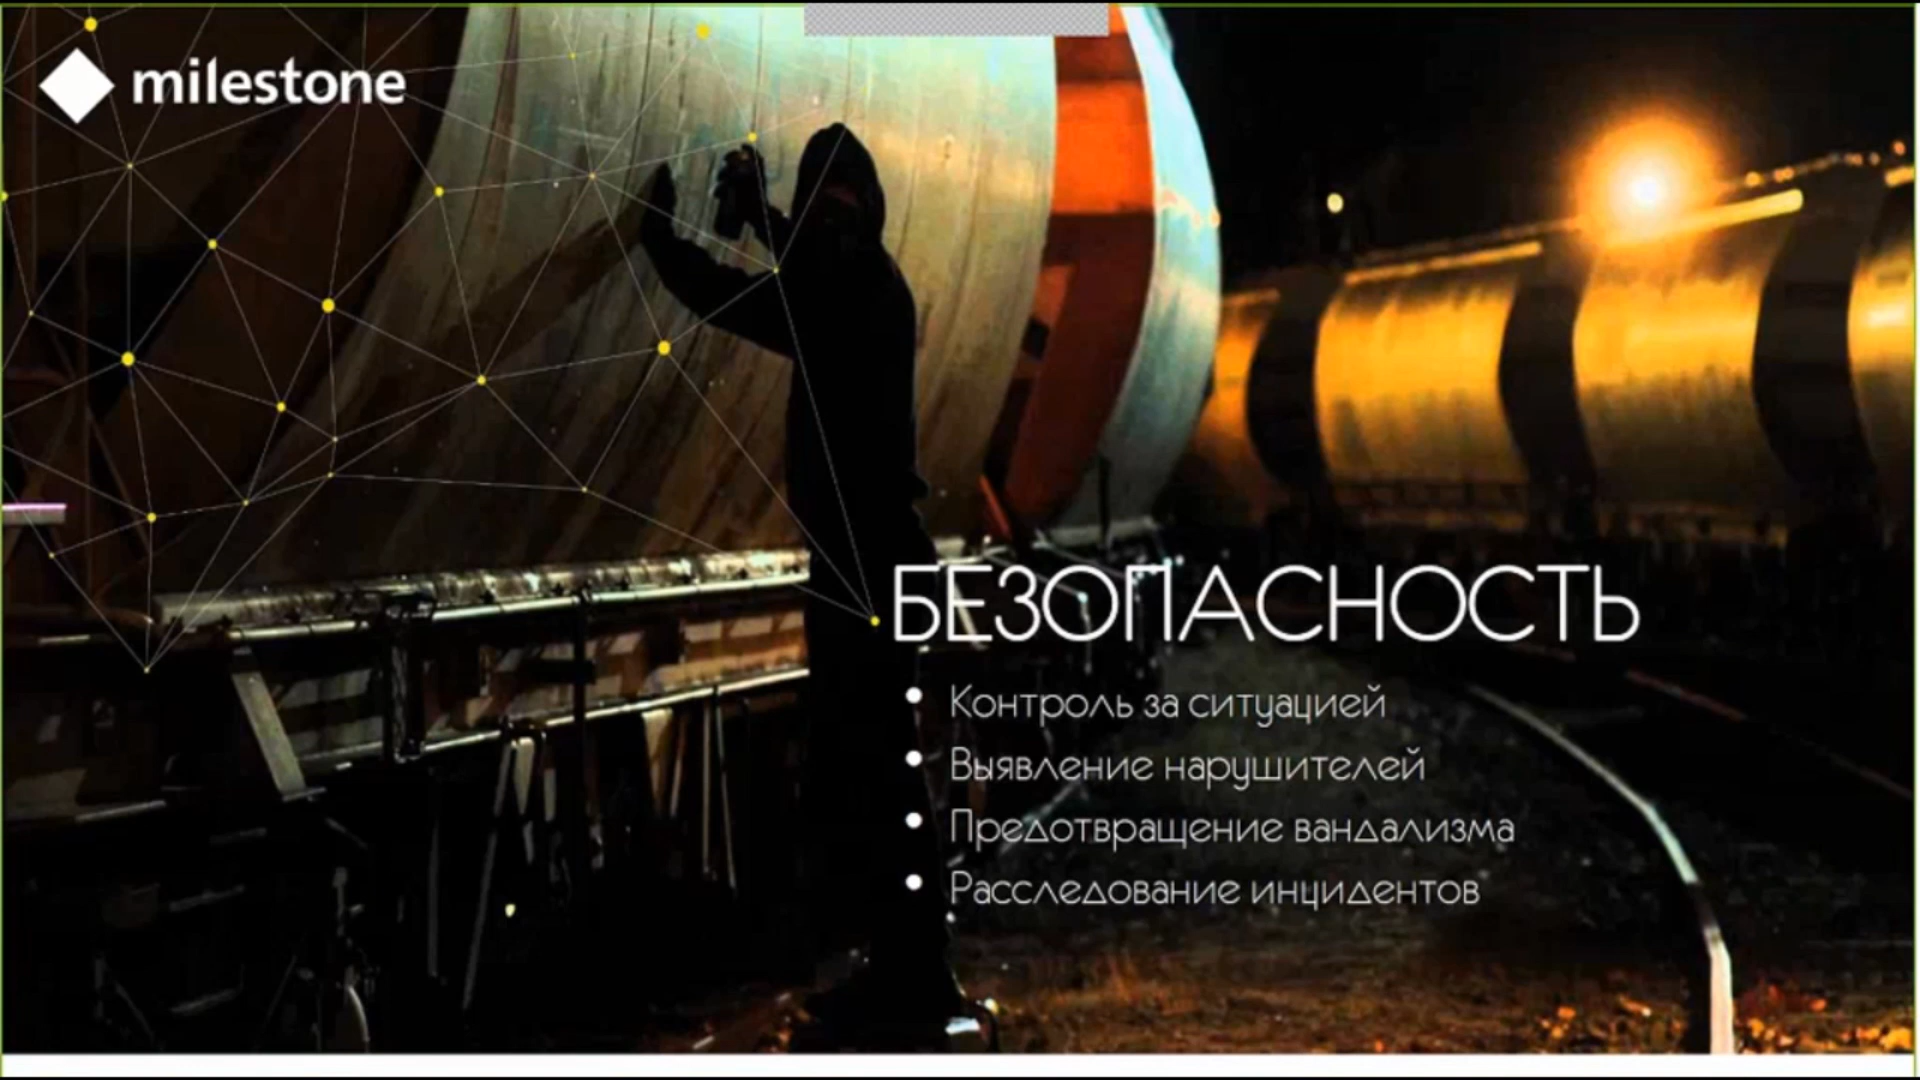 milestone
БЕЗОПАСНОСТЬ
• Контроль за ситуацией
• Выявление нарушителей
• Предотвращение вандализма
• Расследование инцидентов